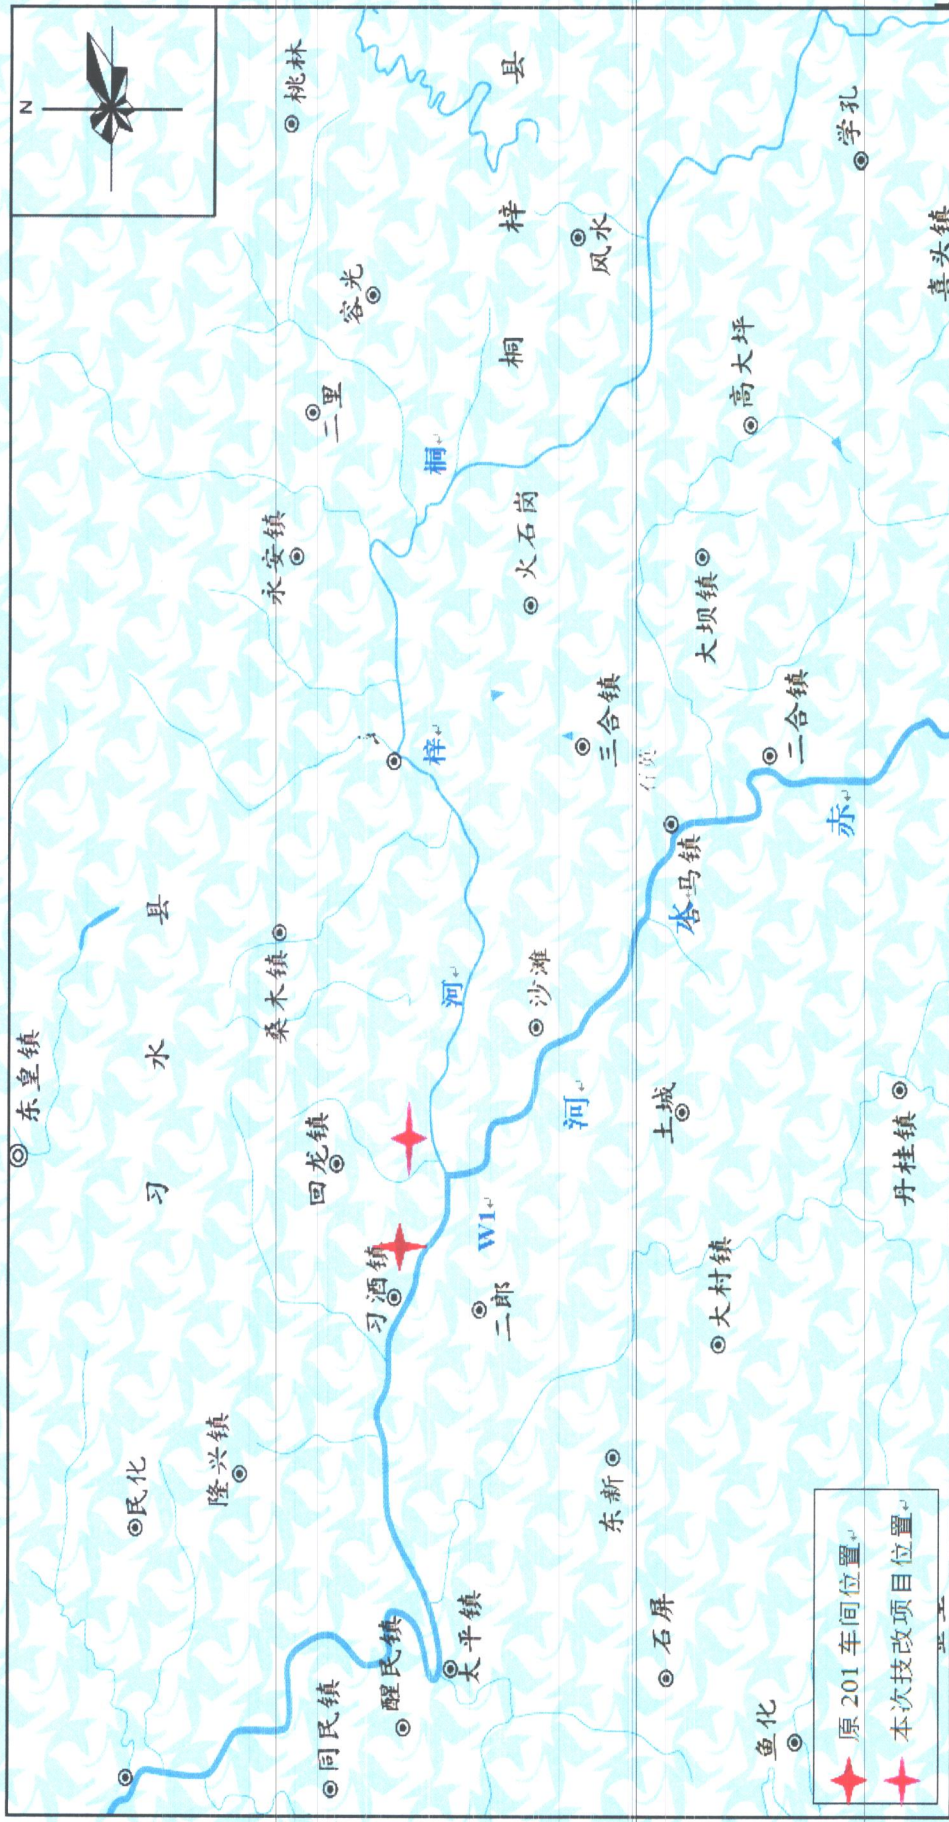 N
桃林
东皇镇
容光
县
二里
永安镇
梓
学孔
风水
桐
县
水
习
桐
高大坪
火石岗
桑木镇
梓
大坝镇
三合镇
河
二合镇
沙滩
回龙镇
马镇
水
赤
河
土城
W1
习酒镇
二郎
丹桂镇
大村镇
民化
隆兴镇
东新
醒民镇
太平镇
同民镇
石屏
鱼化
原 201 车间位置
本次技改项目位置